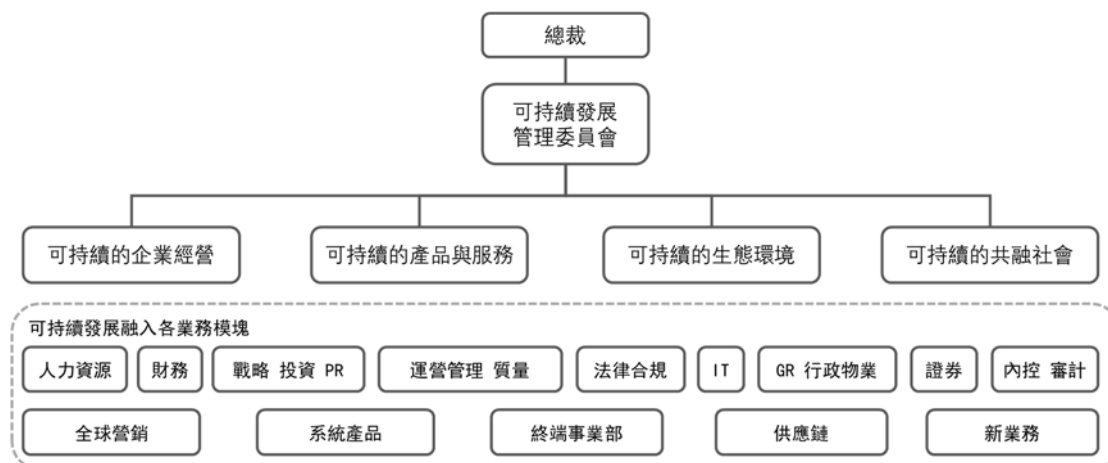 總裁
可持續發展
管理委員會
可持續的企業經營
可持續的產品與服務
可持續的生態環境
可持續的共融社會
可持續發展融入各業務模塊
人力資源
財務
戰略 投資 PR
運營管理 質量
法律合規
IT
GR 行政物業
證券
內控 審計
全球營銷
系統產品
終端事業部
供應鏈
新業務